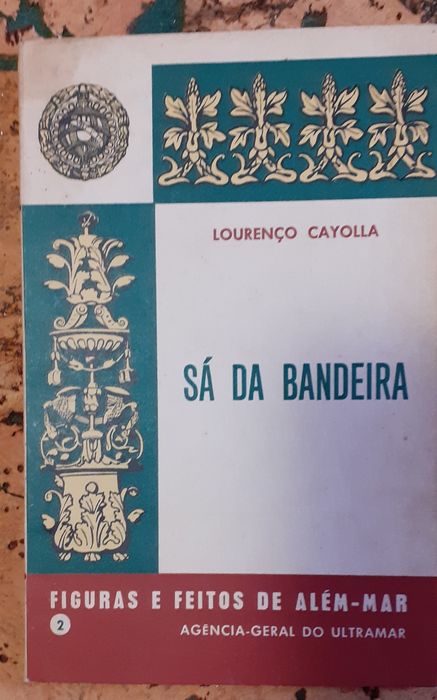 LOURENÇO CAYOLLA
SÁ DA BANDEIRA
FIGURAS E FEITOS DE ALÉM-MAR
2
AGÊNCIA-GERAL DO ULTRAMAR